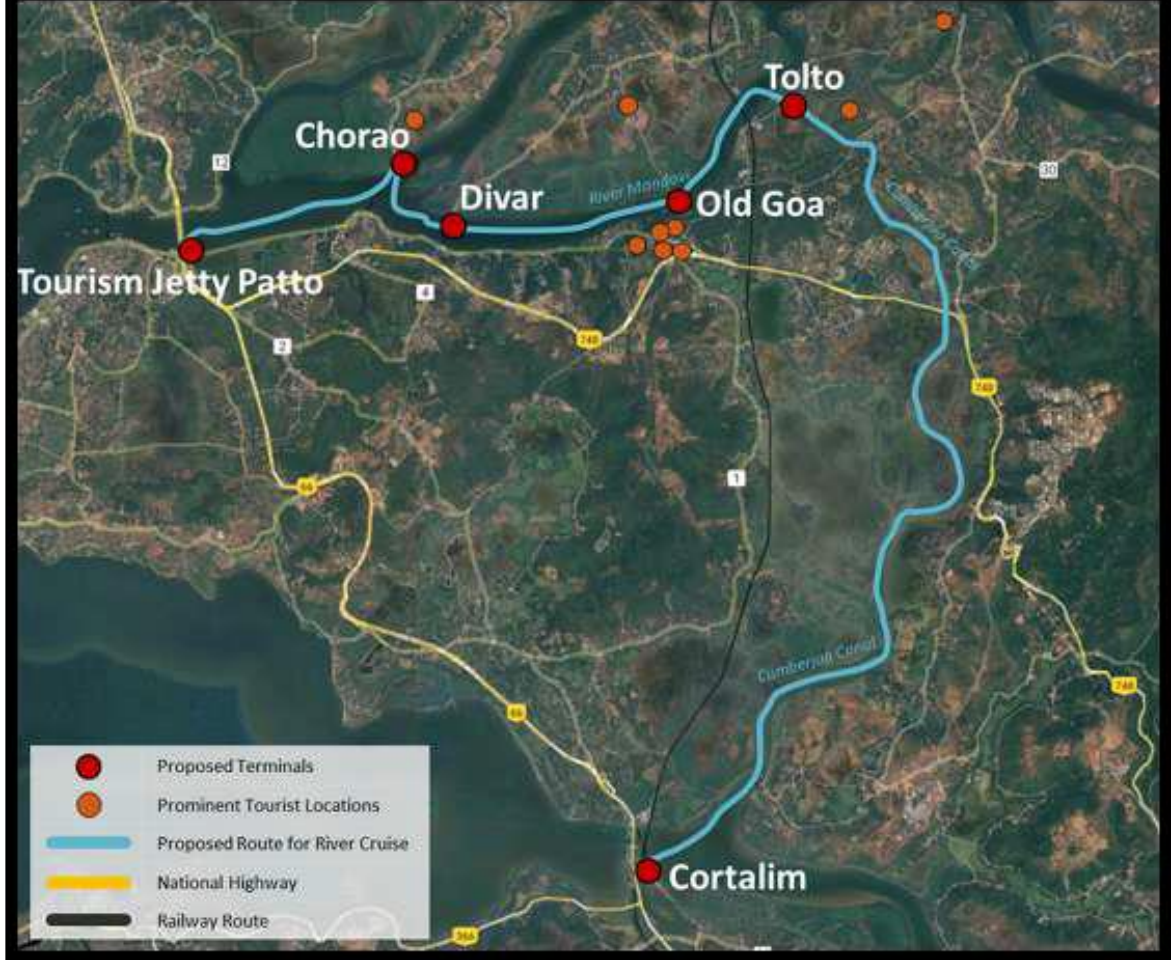 Tolto
Chorao
12
30
Divar
River Mandovi
Old Goa
Tourism Jetty Patto
4
2
748
748
66
1
Cumberjua Canal
748
66
Proposed Terminals
Prominent Tourist Locations
Proposed Route for River Cruise
National Highway
Railway Route
Cortalim
366